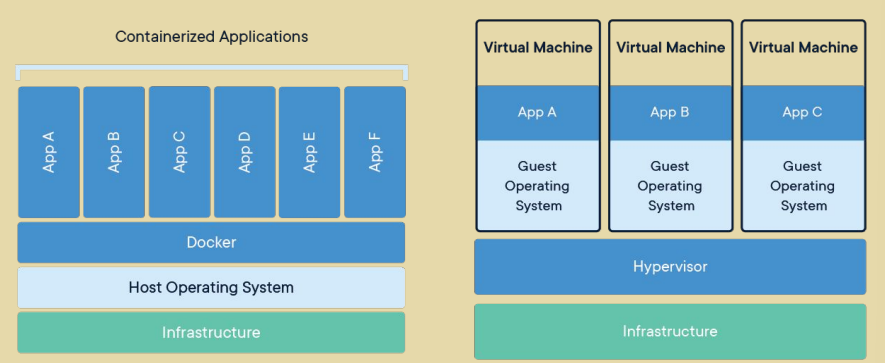 Containerized Applications
App A
App B
App C
App D
App E
App F
Docker
Host Operating System
Infrastructure
Virtual Machine
App A
Guest
Operating
System
Virtual Machine
App B
Guest
Operating
System
Virtual Machine
App C
Guest
Operating
System
Hypervisor
Infrastructure